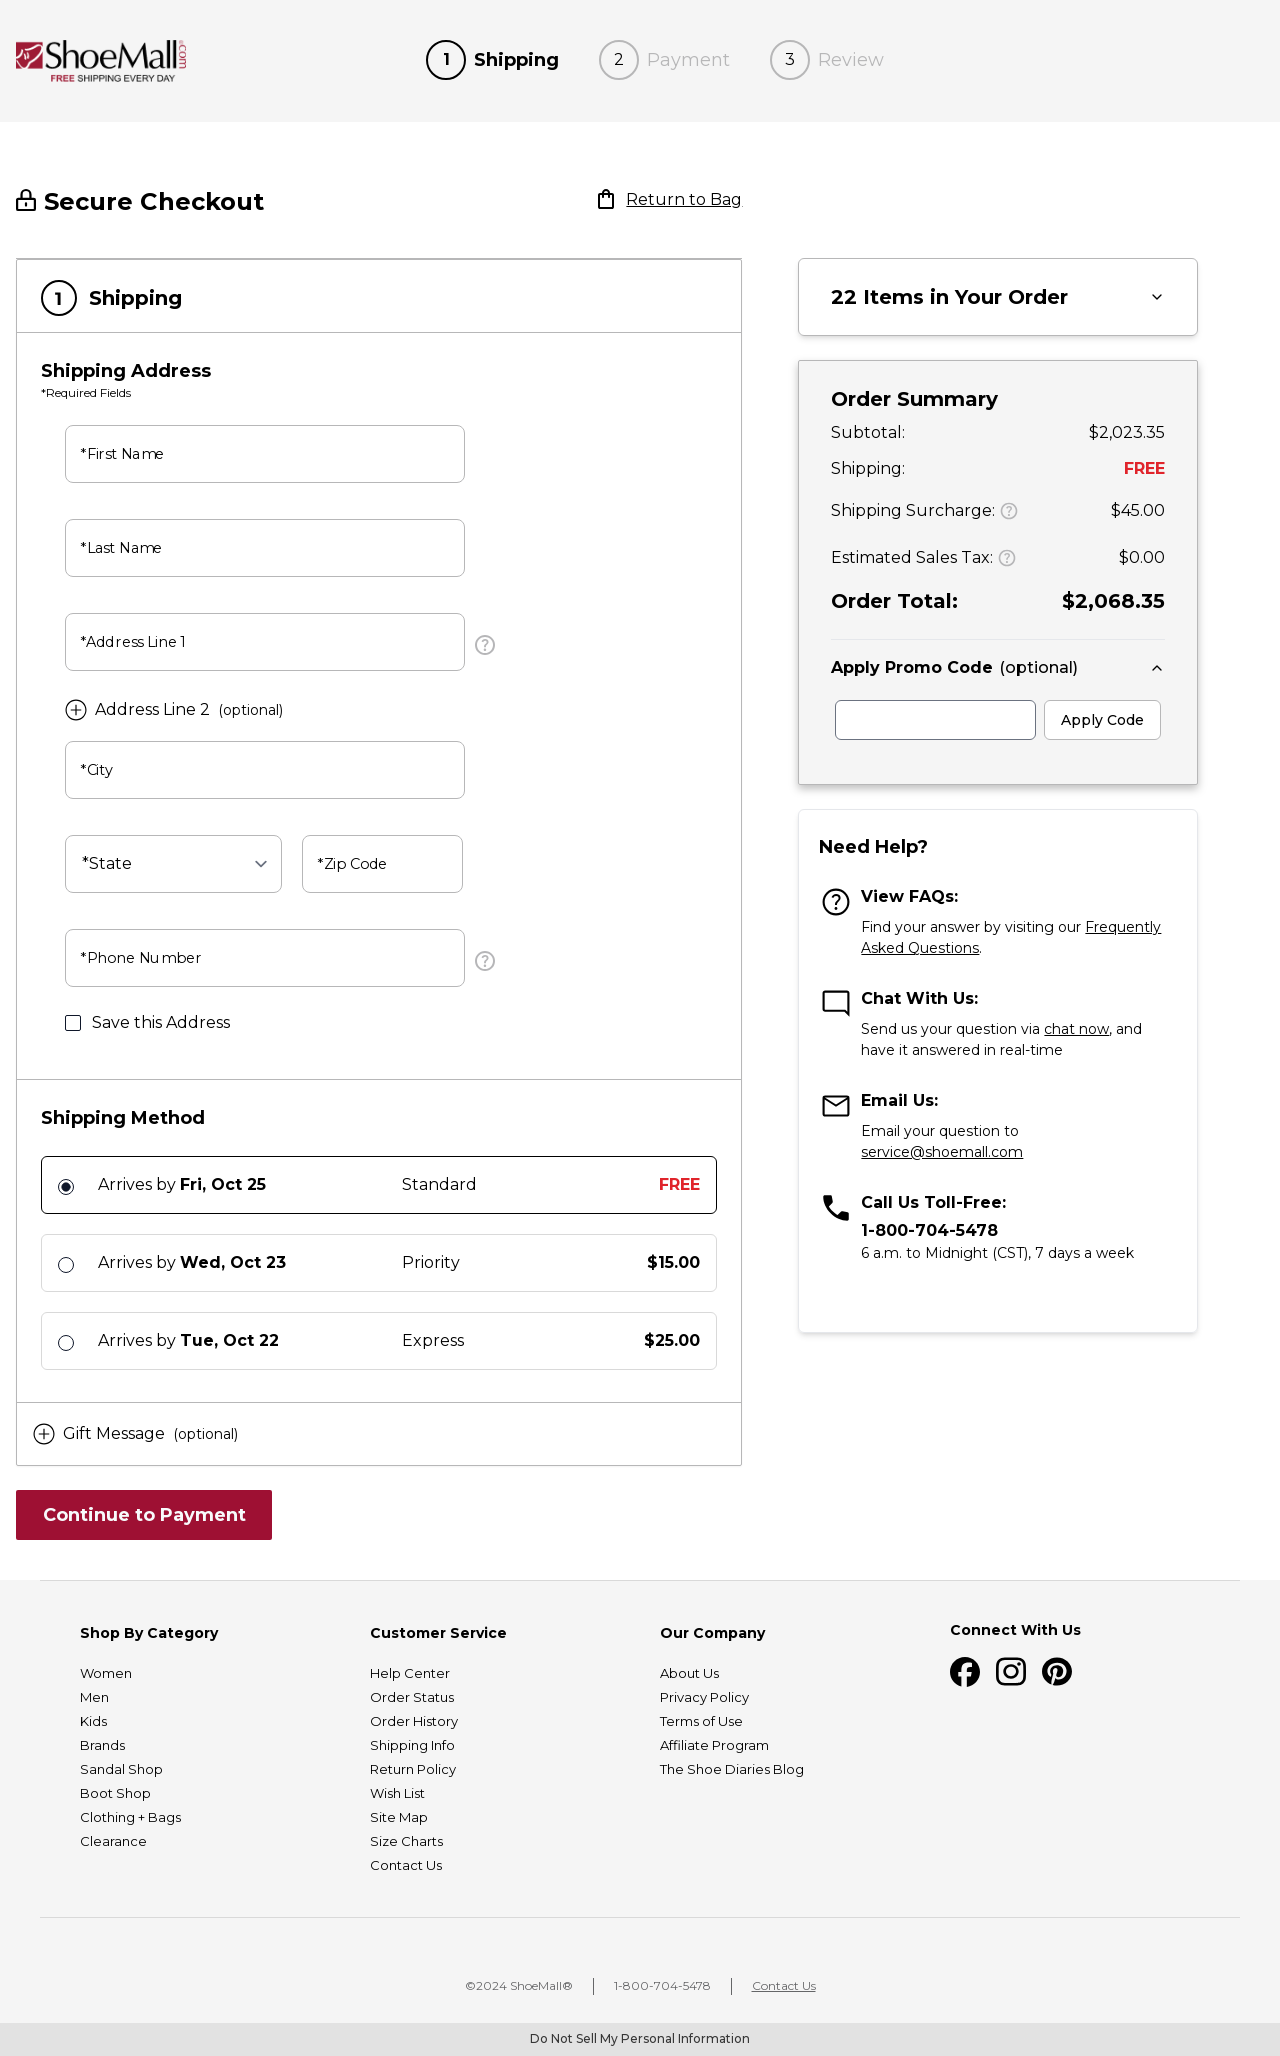 ShoeMall.com
FREE SHIPPING EVERY DAY
1 Shipping
2 Payment
3 Review
Secure Checkout
Return to Bag
1 Shipping
Shipping Address
*Required Fields
*First Name
*Last Name
*Address Line 1
?
Address Line 2 (optional)
*City
*State
*Zip Code
*Phone Number
?
Save this Address
Shipping Method
Arrives by Fri, Oct 25 Standard FREE
Arrives by Wed, Oct 23 Priority $15.00
Arrives by Tue, Oct 22 Express $25.00
Gift Message (optional)
Continue to Payment
22 Items in Your Order
Order Summary
Subtotal: $2,023.35
Shipping: FREE
Shipping Surcharge: ? $45.00
Estimated Sales Tax: ? $0.00
Order Total: $2,068.35
Apply Promo Code (optional)
Apply Code
Need Help?
?
View FAQs:
Find your answer by visiting our Frequently
Asked Questions.
Chat With Us:
Send us your question via chat now, and
have it answered in real-time
Email Us:
Email your question to
service@shoemall.com
Call Us Toll-Free:
1-800-704-5478
6 a.m. to Midnight (CST), 7 days a week
Shop By Category
Women
Men
Kids
Brands
Sandal Shop
Boot Shop
Clothing + Bags
Clearance
Customer Service
Help Center
Order Status
Order History
Shipping Info
Return Policy
Wish List
Site Map
Size Charts
Contact Us
Our Company
About Us
Privacy Policy
Terms of Use
Affiliate Program
The Shoe Diaries Blog
Connect With Us
©2024 ShoeMall®
1-800-704-5478
Contact Us
Do Not Sell My Personal Information